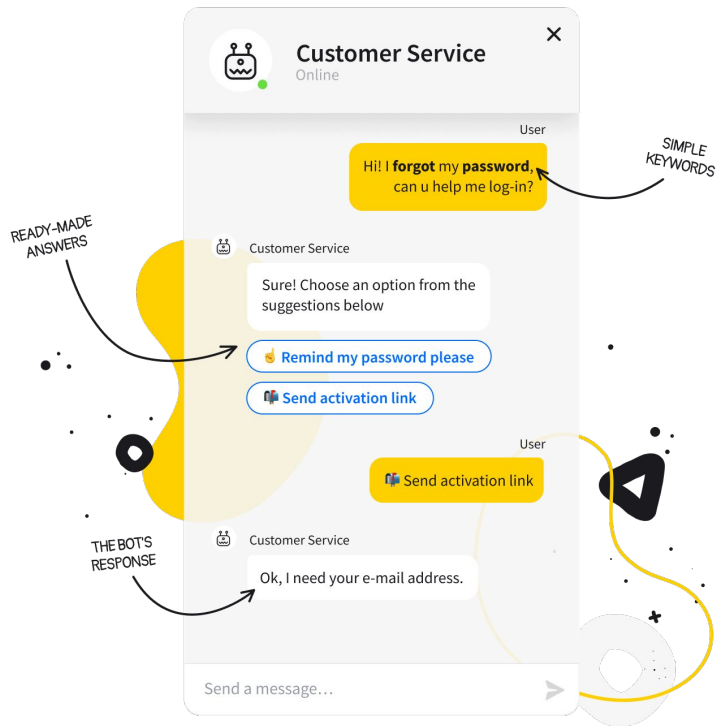 Customer Service
Online
User
Hi! I forgot my password,
can u help me log-in?
SIMPLE
KEYWORDS
READY-MADE
ANSWERS
Customer Service
Sure! Choose an option from the
suggestions below
☝ Remind my password please
📬 Send activation link
User
📬 Send activation link
THE BOT'S
RESPONSE
Customer Service
Ok, I need your e-mail address.
Send a message...